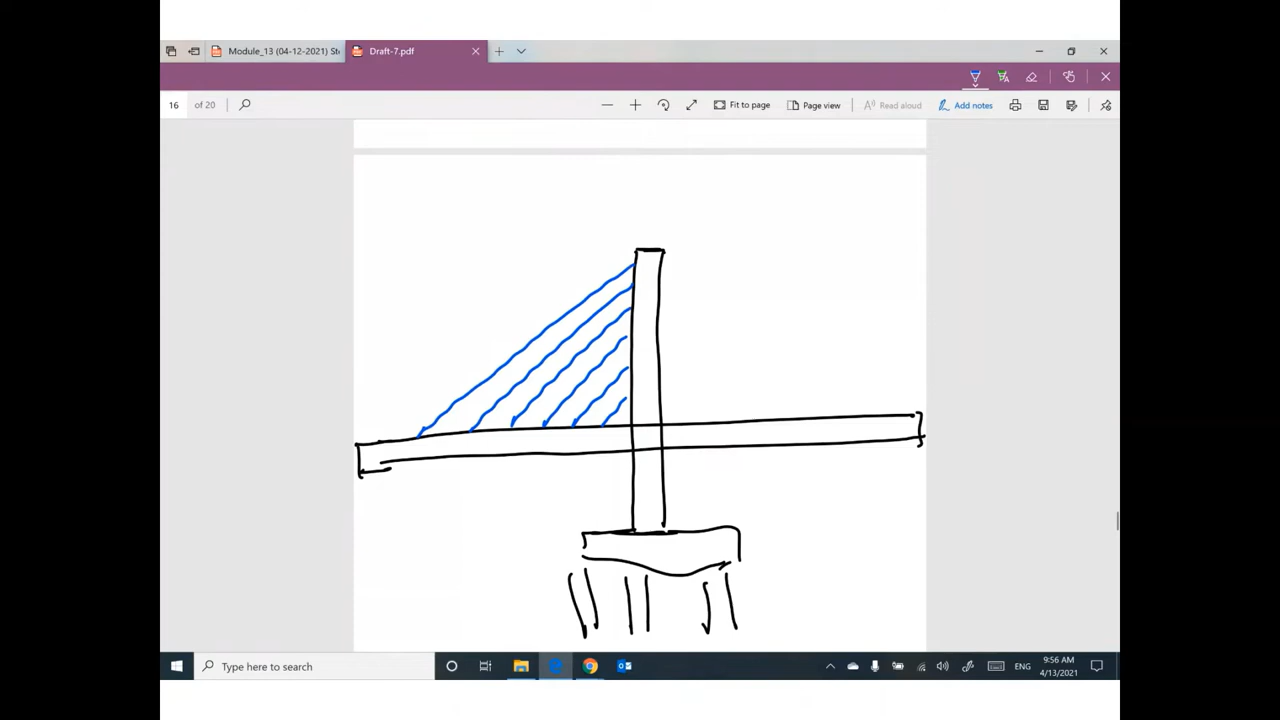 Module_13 (04-12-2021) Ste
Draft-7.pdf
16 of 20
Fit to page
Page view
Read aloud
Add notes
Type here to search
ENG
9:56 AM
4/13/2021